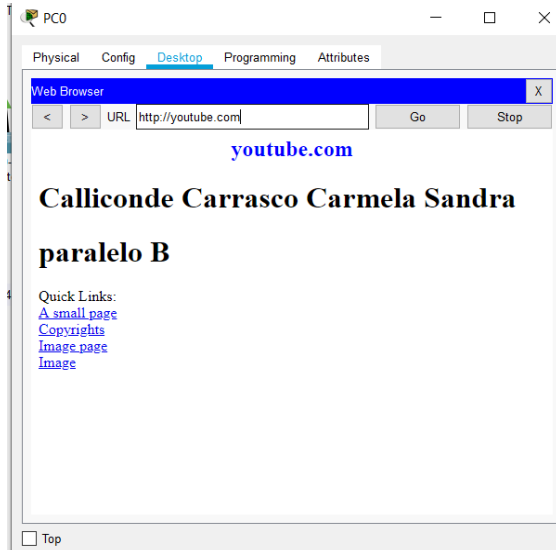 PC0
Physical Config Desktop Programming Attributes
Web Browser X
< > URL http://youtube.com Go Stop
youtube.com
Calliconde Carrasco Carmela Sandra
paralelo B
Quick Links:
A small page
Copyrights
Image page
Image
Top